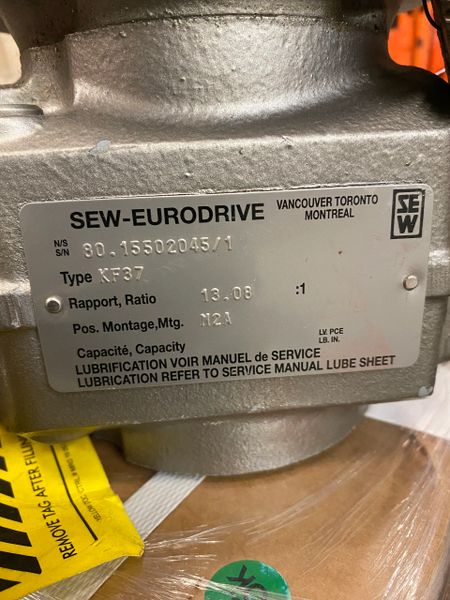 SEW-EURODRIVE
VANCOUVER TORONTO
MONTREAL
SEW
N/S
S/N 80.15502045/1
Type KF37
Rapport, Ratio 13.08 :1
Pos. Montage, Mtg. M2A
LV. PCE
LB. IN.
Capacité, Capacity
LUBRIFICATION VOIR MANUEL de SERVICE
LUBRICATION REFER TO SERVICE MANUAL LUBE SHEET
REMOVE TAG AFTER FILLING
OK